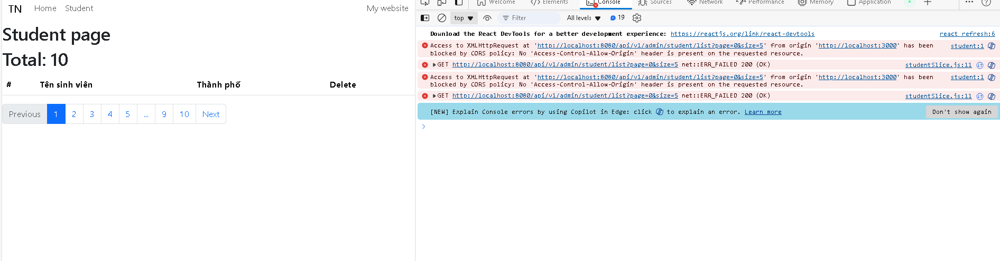 TN Home Student My website
Student page
Total: 10
# Tên sinh viên Thành phố Delete
Previous 1 2 3 4 5 ... 9 10 Next
Welcome Elements Console Sources Network Performance Memory Application
top Filter All levels 19
Download the React DevTools for a better development experience: https://reactjs.org/link/react-devtools react refresh:6
Access to XMLHttpRequest at 'http://localhost:8080/api/v1/admin/student/list?page=0&size=5' from origin 'http://localhost:3000' has been student:1
blocked by CORS policy: No 'Access-Control-Allow-Origin' header is present on the requested resource.
GET http://localhost:8080/api/v1/admin/student/list?page=0&size=5 net::ERR_FAILED 200 (OK) studentSlice.js:11
Access to XMLHttpRequest at 'http://localhost:8080/api/v1/admin/student/list?page=0&size=5' from origin 'http://localhost:3000' has been student:1
blocked by CORS policy: No 'Access-Control-Allow-Origin' header is present on the requested resource.
GET http://localhost:8080/api/v1/admin/student/list?page=0&size=5 net::ERR_FAILED 200 (OK) studentSlice.js:11
[NEW] Explain Console errors by using Copilot in Edge: click to explain an error. Learn more Don't show again